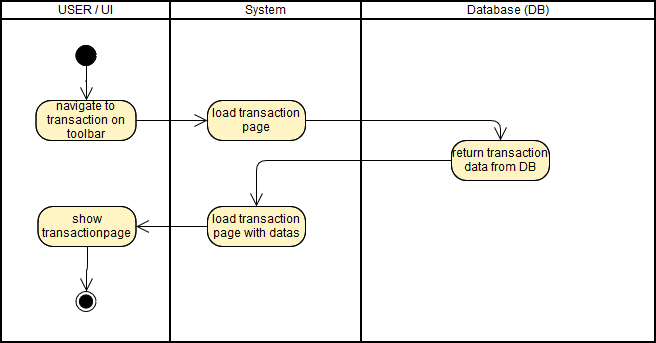 USER / UI
System
Database (DB)
navigate to
transaction on
toolbar
load transaction
page
return transaction
data from DB
show
transactionpage
load transaction
page with datas